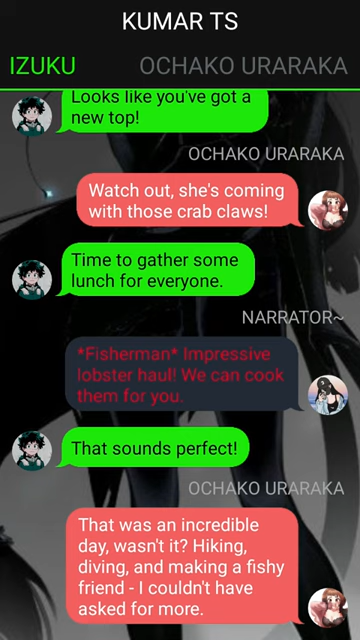 KUMAR TS
IZUKU OCHAKO URARAKA
Looks like you've got a
new top!
OCHAKO URARAKA
Watch out, she's coming
with those crab claws!
Time to gather some
lunch for everyone.
NARRATOR~
*Fisherman* Impressive
lobster haul! We can cook
them for you.
That sounds perfect!
OCHAKO URARAKA
That was an incredible
day, wasn't it? Hiking,
diving, and making a fishy
friend - I couldn't have
asked for more.